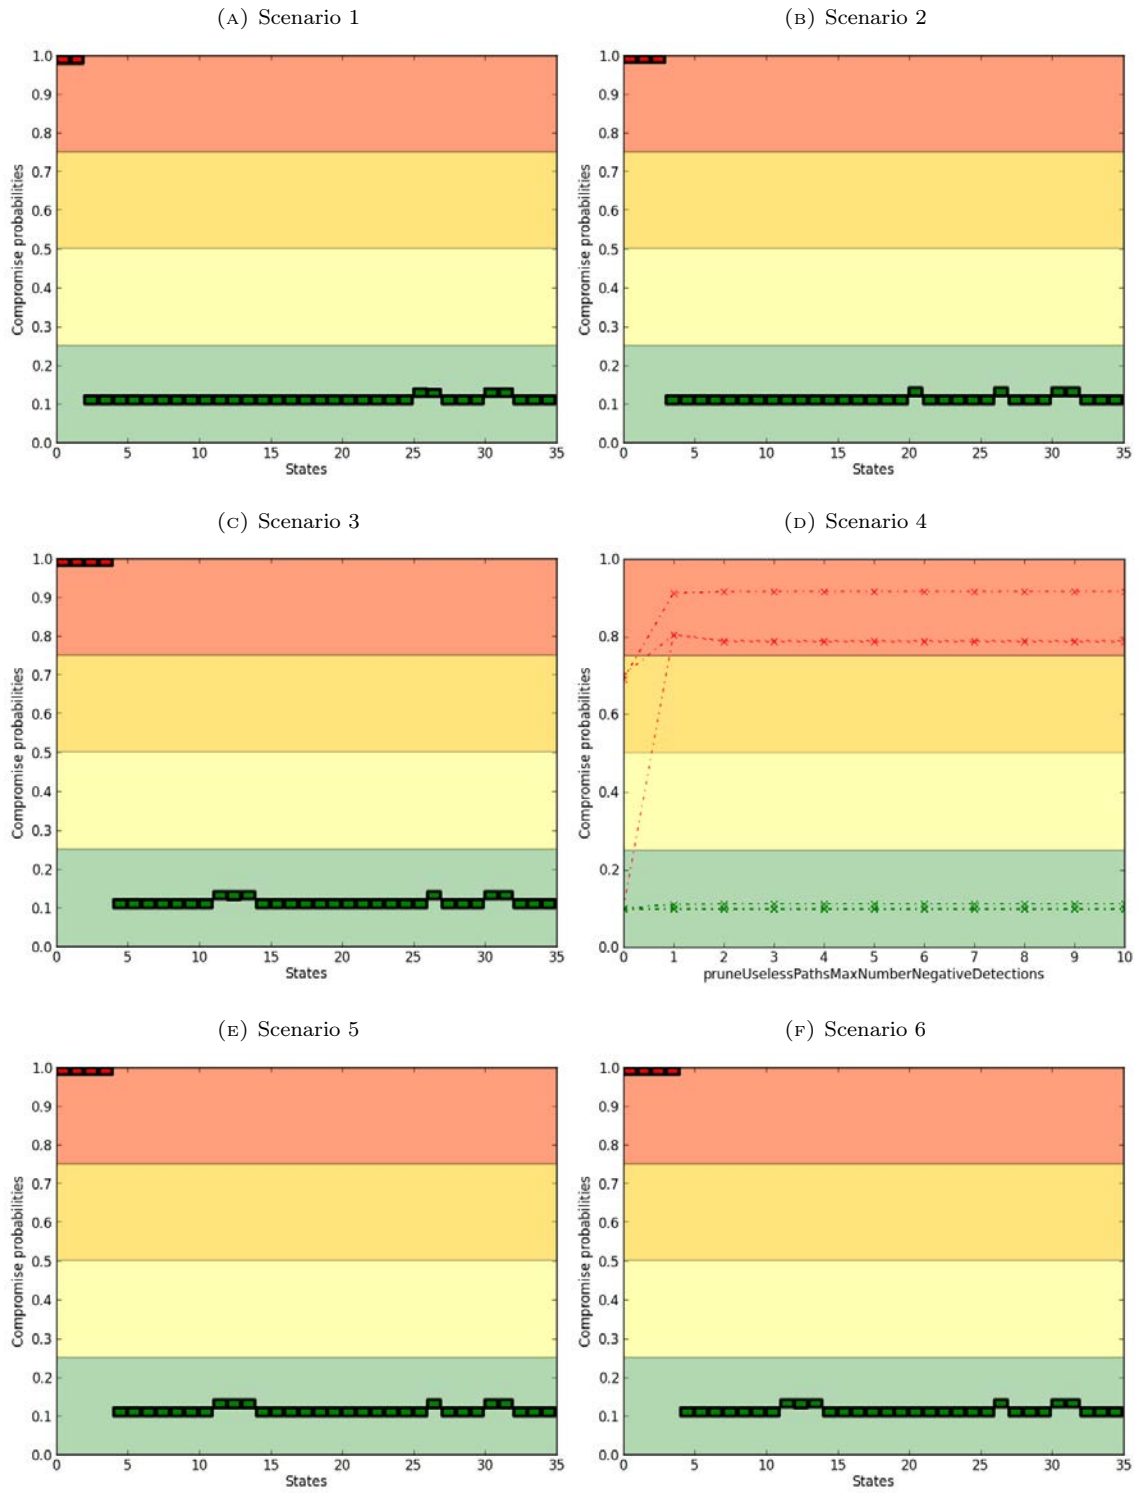 (A) Scenario 1
(B) Scenario 2
1.0
0.9
0.8
0.7
0.6
0.5
0.4
0.3
0.2
0.1
0.0
Compromise probabilities
0 5 10 15 20 25 30 35
States
1.0
0.9
0.8
0.7
0.6
0.5
0.4
0.3
0.2
0.1
0.0
Compromise probabilities
0 5 10 15 20 25 30 35
States
(C) Scenario 3
(D) Scenario 4
1.0
0.9
0.8
0.7
0.6
0.5
0.4
0.3
0.2
0.1
0.0
Compromise probabilities
0 5 10 15 20 25 30 35
States
1.0
0.8
0.6
0.4
0.2
0.0
Compromise probabilities
0 1 2 3 4 5 6 7 8 9 10
pruneUselessPathsMaxNumberNegativeDetections
(E) Scenario 5
(F) Scenario 6
1.0
0.9
0.8
0.7
0.6
0.5
0.4
0.3
0.2
0.1
0.0
Compromise probabilities
0 5 10 15 20 25 30 35
States
1.0
0.9
0.8
0.7
0.6
0.5
0.4
0.3
0.2
0.1
0.0
Compromise probabilities
0 5 10 15 20 25 30 35
States